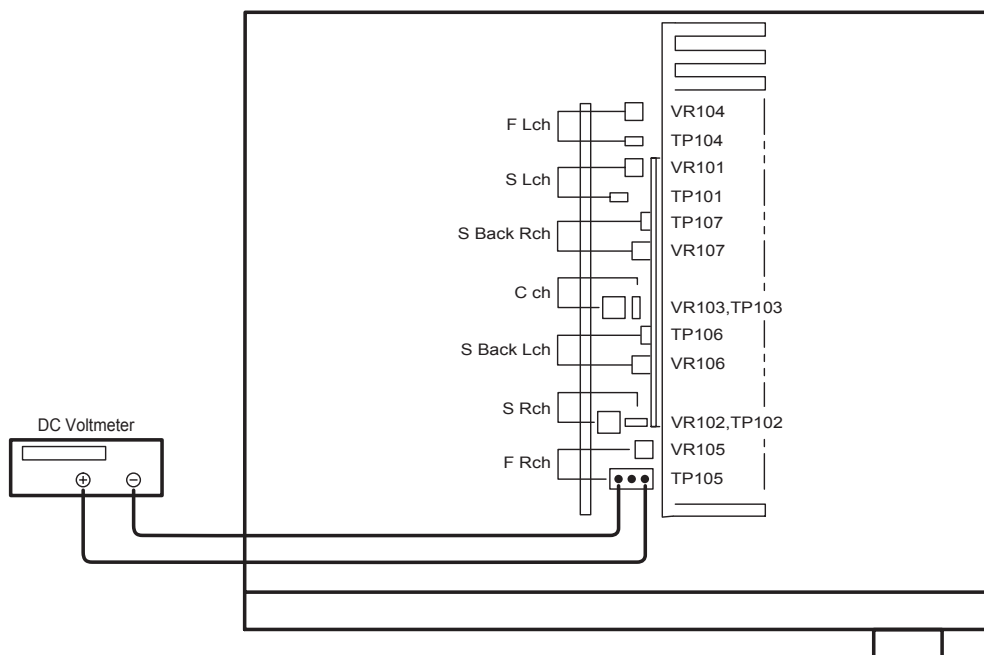 F Lch
VR104
TP104
S Lch
VR101
TP101
S Back Rch
TP107
VR107
C ch
VR103,TP103
S Back Lch
TP106
VR106
S Rch
VR102,TP102
F Rch
VR105
TP105
DC Voltmeter
+
−